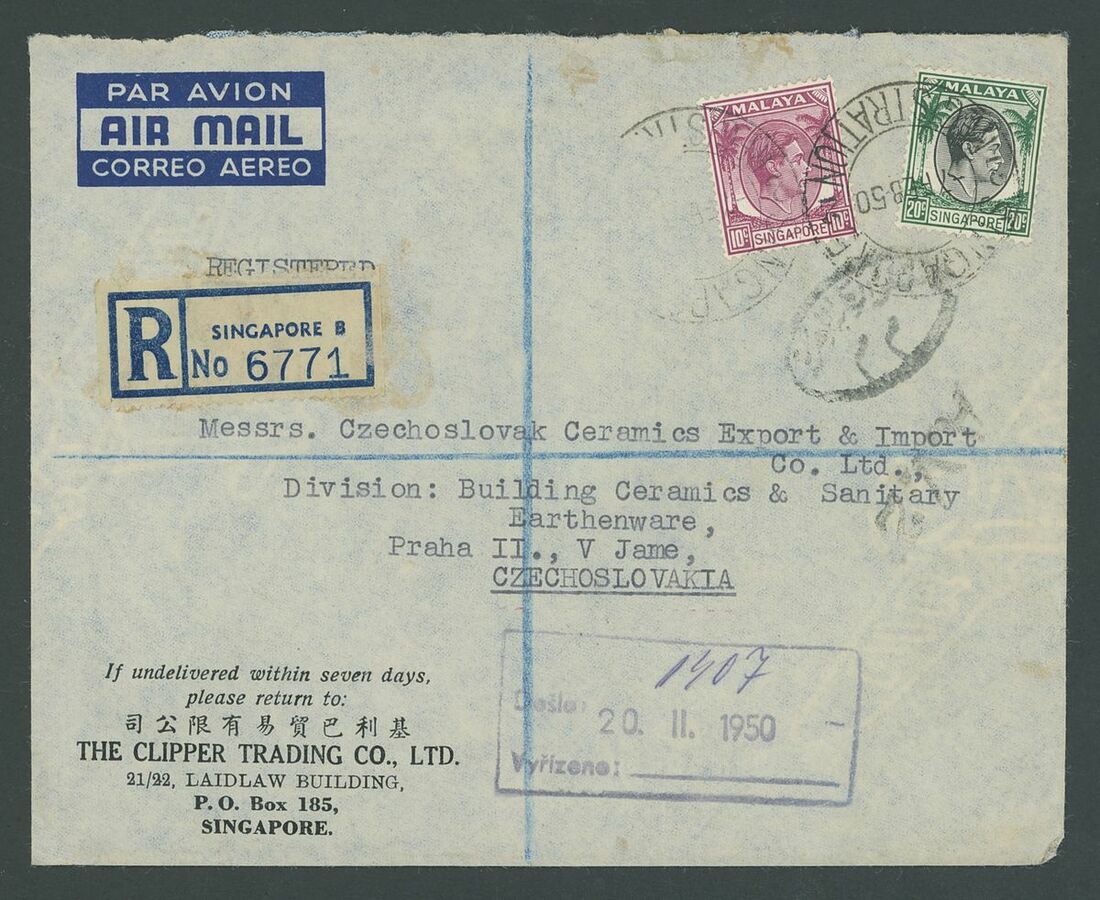 PAR AVION
AIR MAIL
CORREO AEREO
MALAYA
10c SINGAPORE 10c
MALAYA
20c SINGAPORE 20c
REGISTERED
R
SINGAPORE B
No 6771
Messrs. Czechoslovak Ceramics Export & Import
Co. Ltd.,
Division: Building Ceramics & Sanitary
Earthenware,
Praha II., V Jame,
CZECHOSLOVAKIA
If undelivered within seven days,
please return to:
司公限有易貿巴利基
THE CLIPPER TRADING CO., LTD.
21/22, LAIDLAW BUILDING,
P. O. Box 185,
SINGAPORE.
1407
Došlo:
20. II. 1950 –
Vyřízeno: